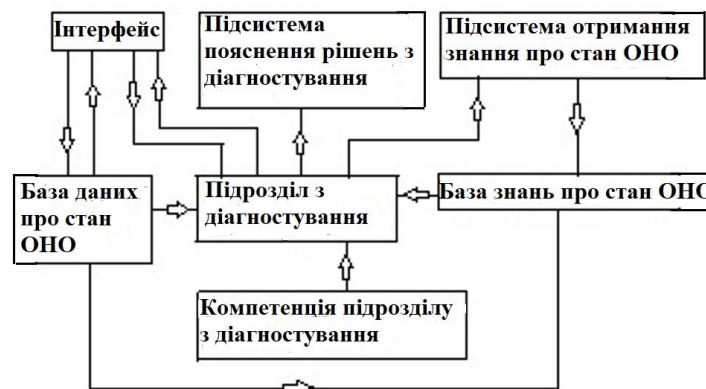 Інтерфейс
Підсистема
пояснення рішень з
діагностування
Підсистема отримання
знання про стан ОНО
База даних
про стан
ОНО
Підрозділ з
діагностування
База знань про стан ОНО
Компетенція підрозділу
з діагностування